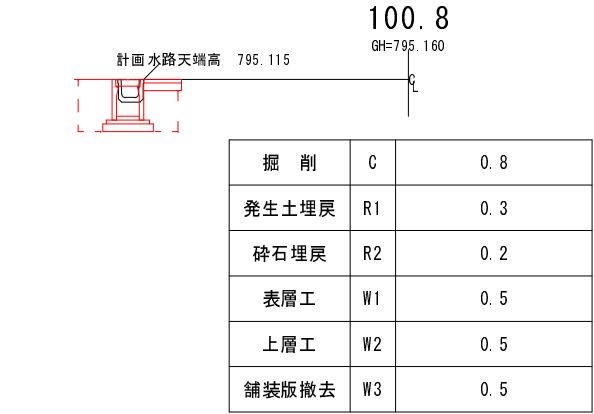 100.8
GH=795.160
計画水路天端高 795.115
CL
掘 削 C 0.8
発生土埋戻 R1 0.3
砕石埋戻 R2 0.2
表層工 W1 0.5
上層工 W2 0.5
舗装版撤去 W3 0.5